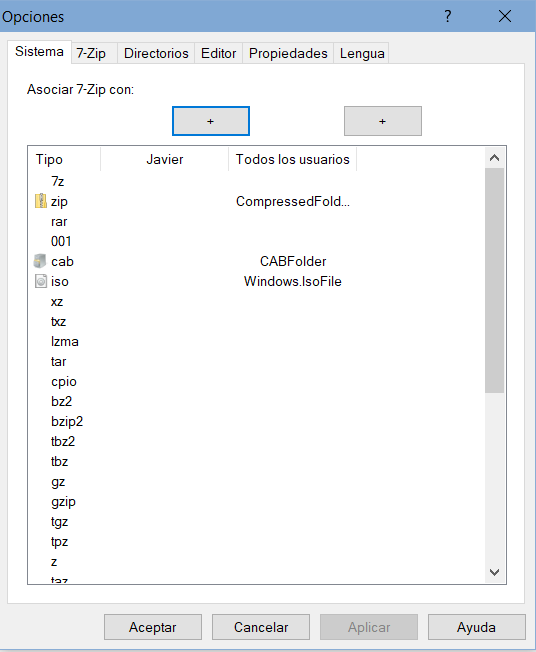 Opciones ?
Sistema 7-Zip Directorios Editor Propiedades Lengua
Asociar 7-Zip con:
+ +
Tipo Javier Todos los usuarios
7z
zip CompressedFold...
rar
001
cab CABFolder
iso Windows.IsoFile
xz
txz
lzma
tar
cpio
bz2
bzip2
tbz2
tbz
gz
gzip
tgz
tpz
z
taz
Aceptar Cancelar Aplicar Ayuda